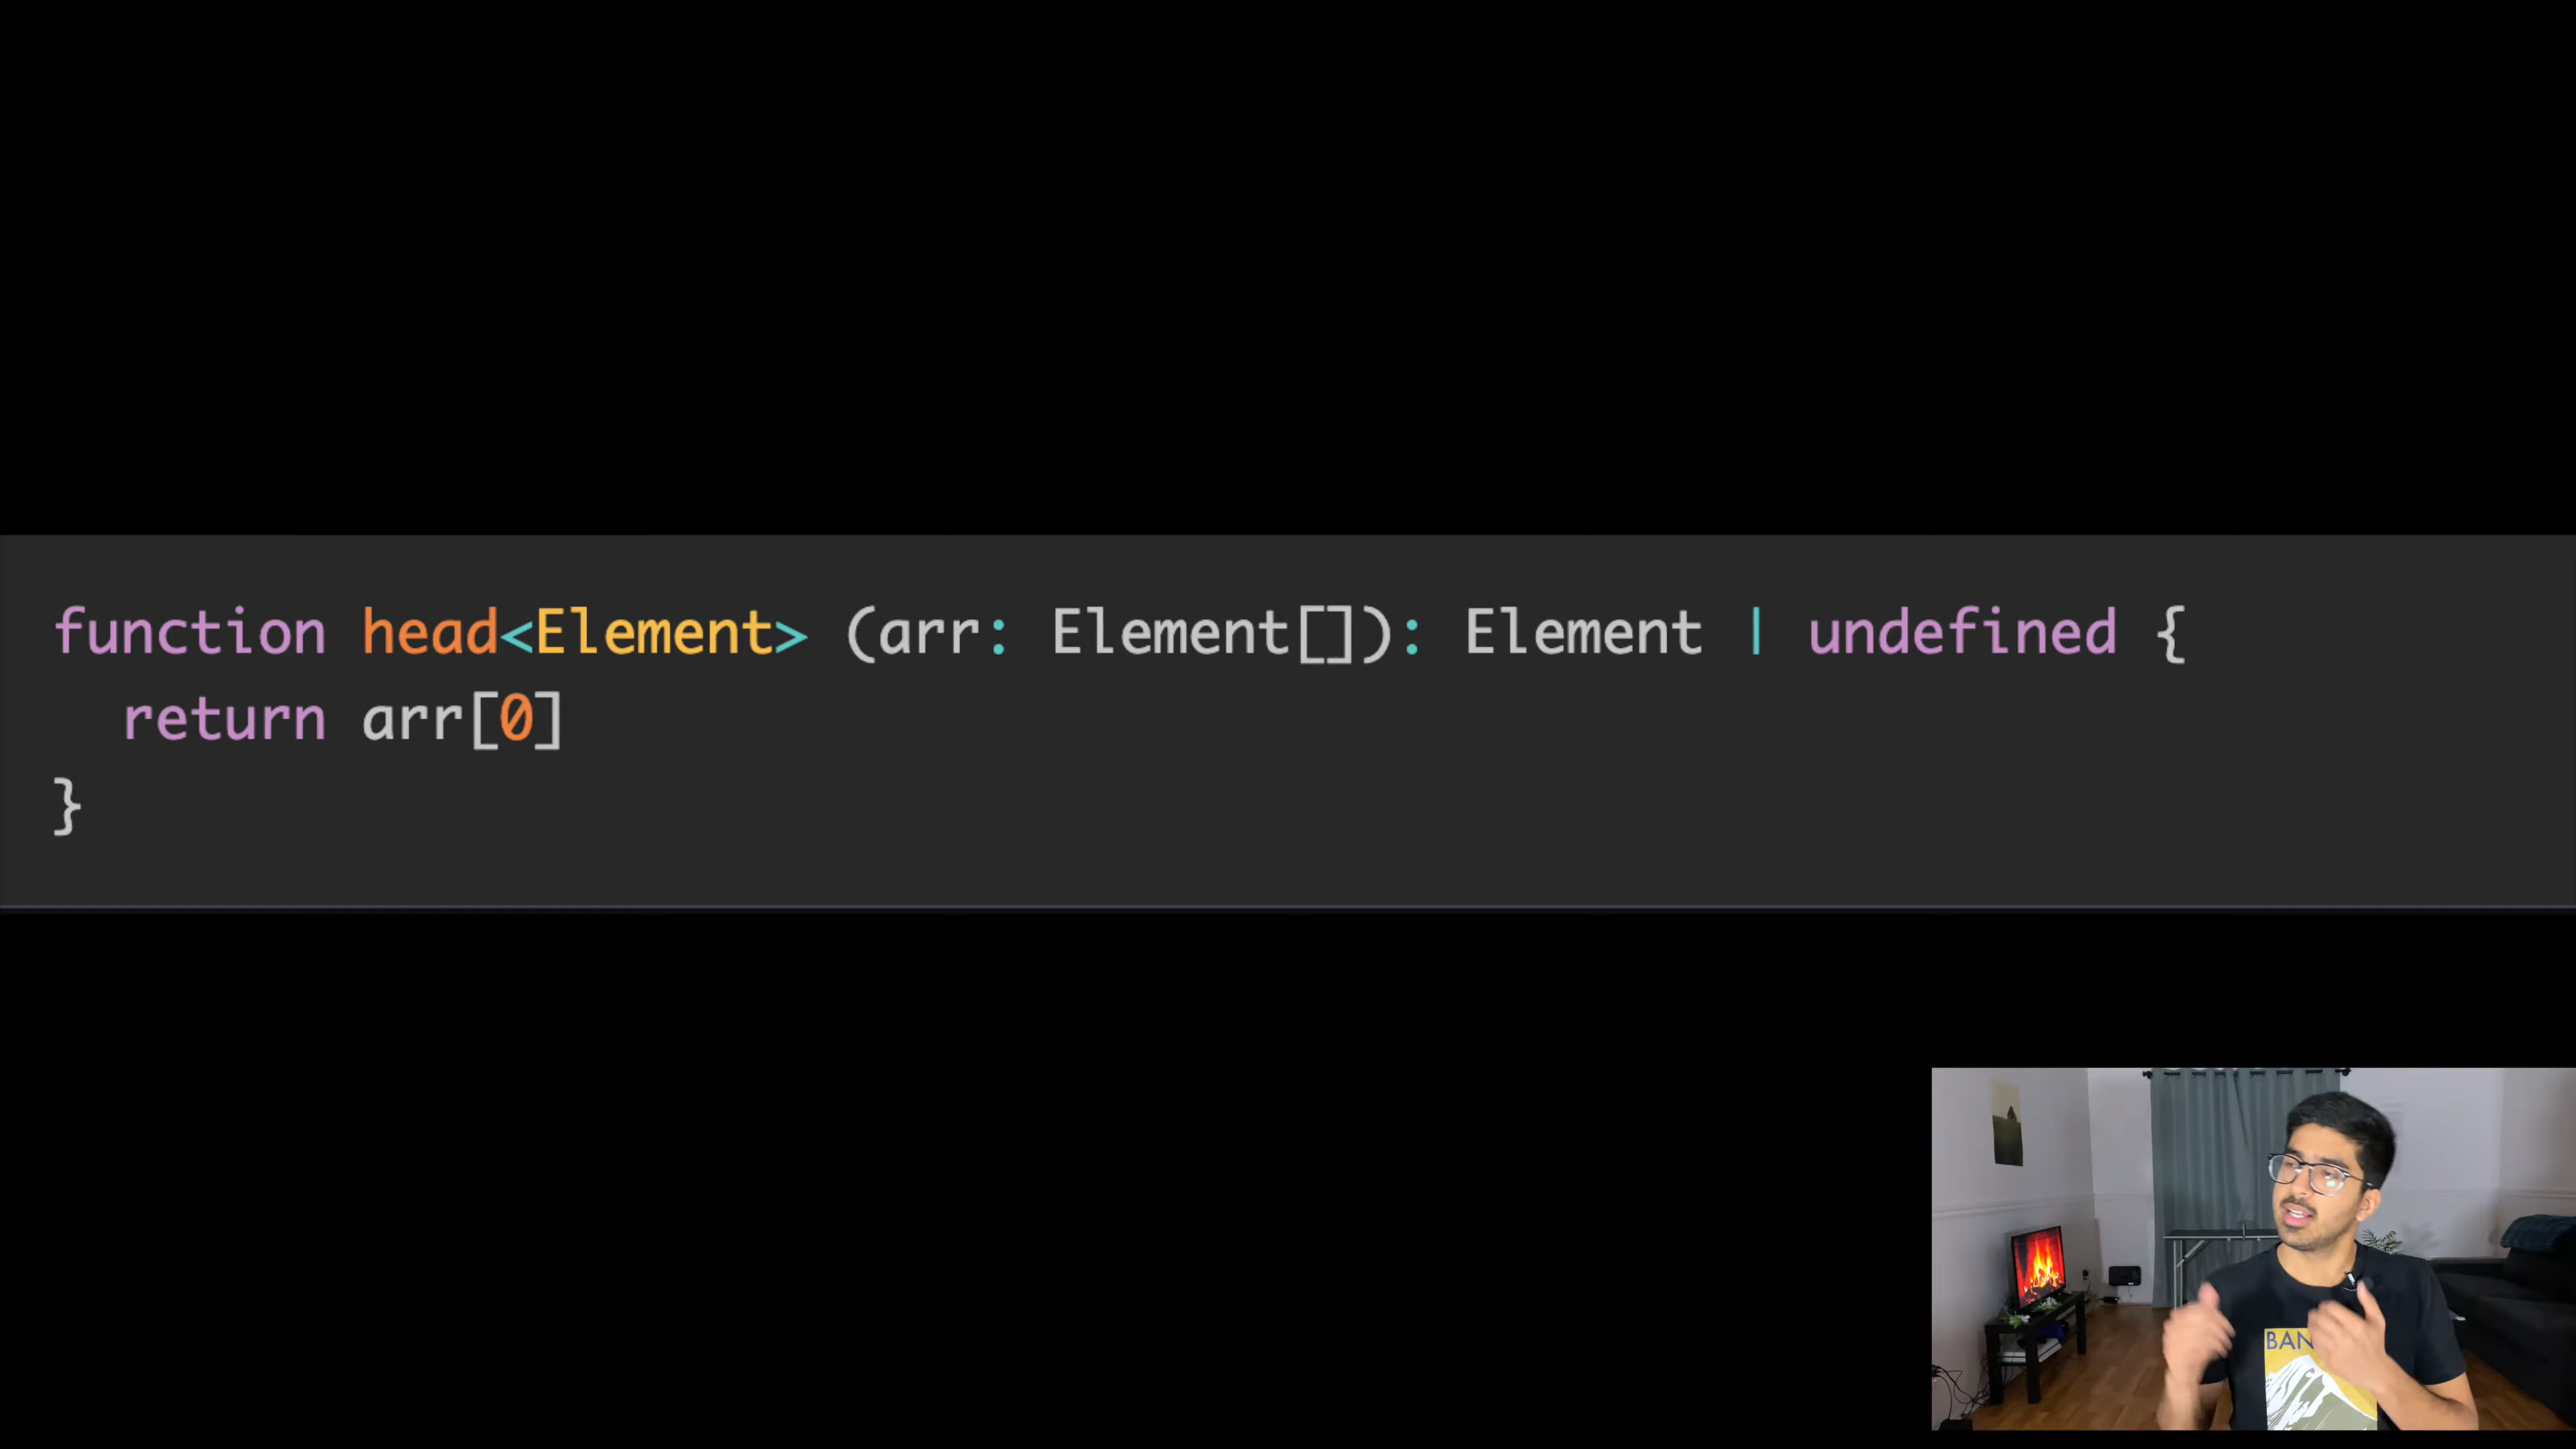 function head<Element> (arr: Element[]): Element | undefined {
  return arr[0]
}
BAN